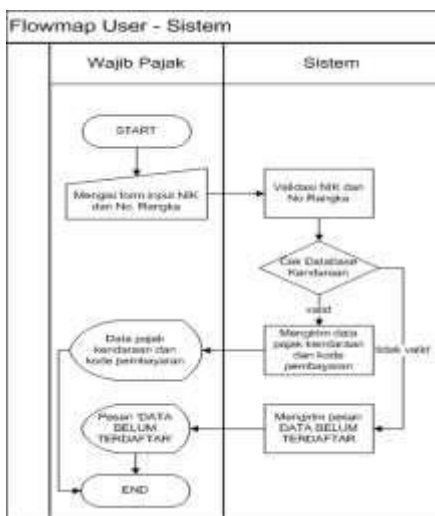 Flowmap User - Sistem
Wajib Pajak
Sistem
START
Mengisi form input NIK
dan No. Rangka
Validasi NIK dan
No Rangka
Cek Database
Kendaraan
valid
tidak valid
Mengirim data
pajak kendaraan
dan kode
pembayaran
Data pajak
kendaraan dan
kode pembayaran
Mengirim pesan
DATA BELUM
TERDAFTAR
Pesan 'DATA
BELUM
TERDAFTAR'
END